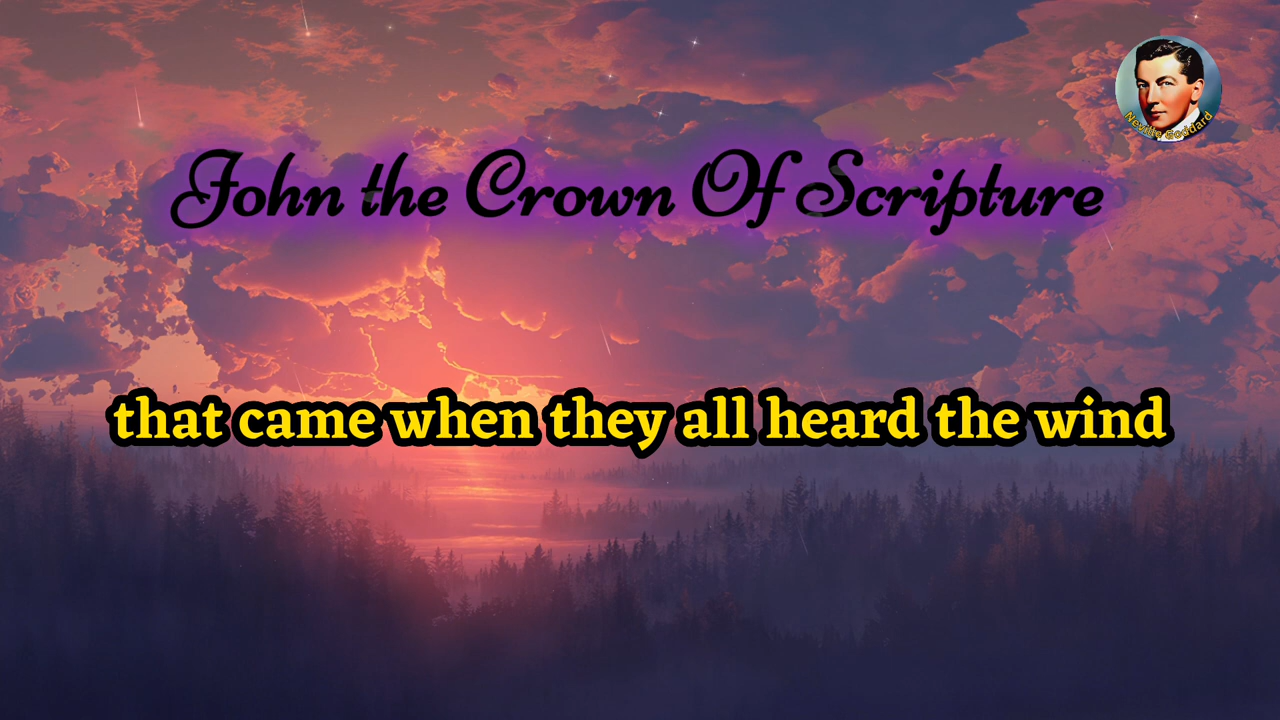 Neville Goddard
John the Crown Of Scripture
that came when they all heard the wind